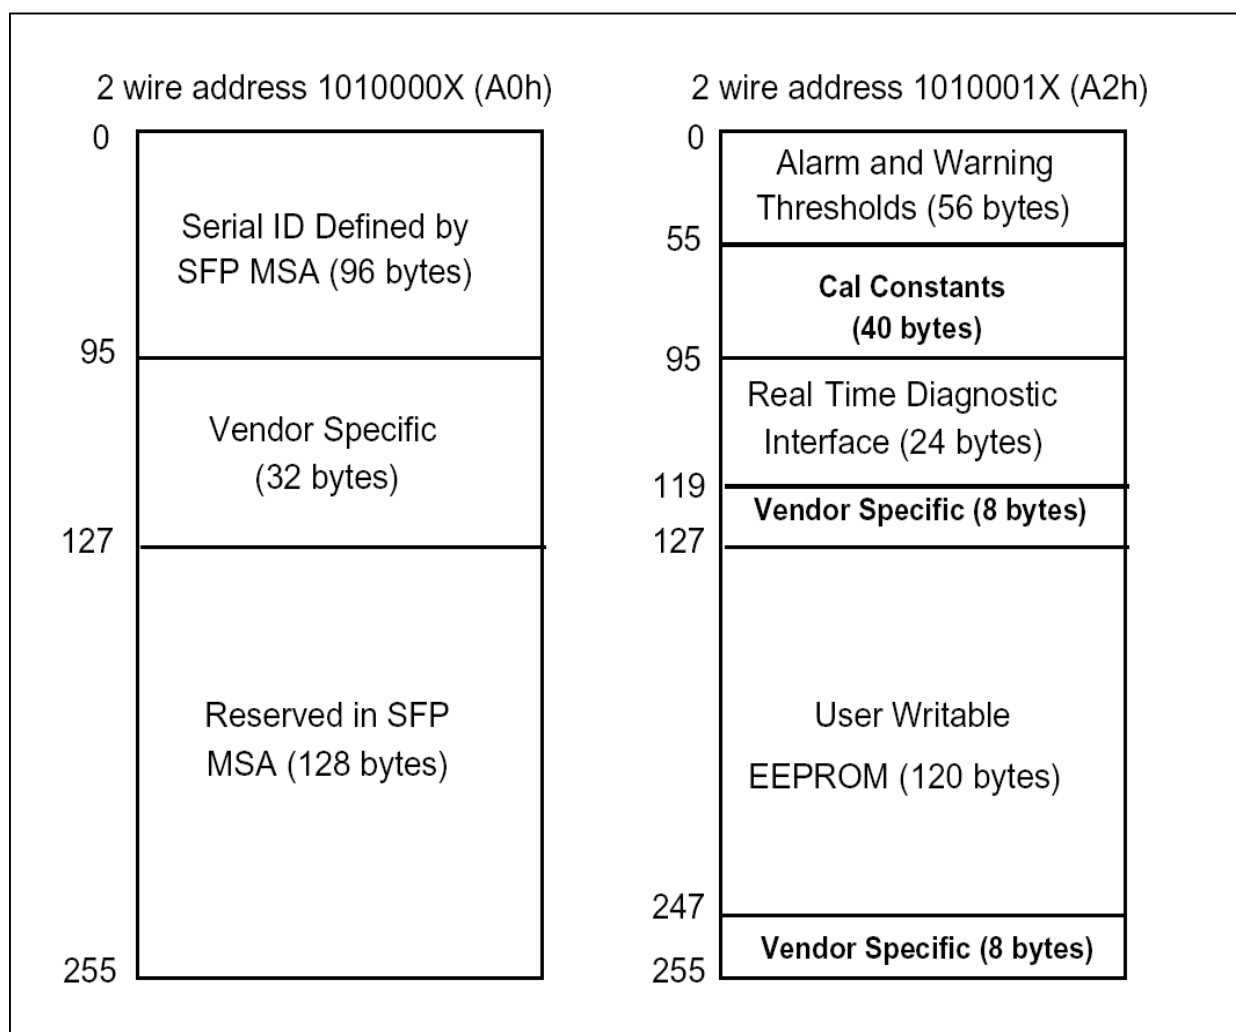 2 wire address 1010000X (A0h)
0
Serial ID Defined by
SFP MSA (96 bytes)
95
Vendor Specific
(32 bytes)
127
Reserved in SFP
MSA (128 bytes)
255
2 wire address 1010001X (A2h)
0
Alarm and Warning
Thresholds (56 bytes)
55
Cal Constants
(40 bytes)
95
Real Time Diagnostic
Interface (24 bytes)
119
Vendor Specific (8 bytes)
127
User Writable
EEPROM (120 bytes)
247
Vendor Specific (8 bytes)
255